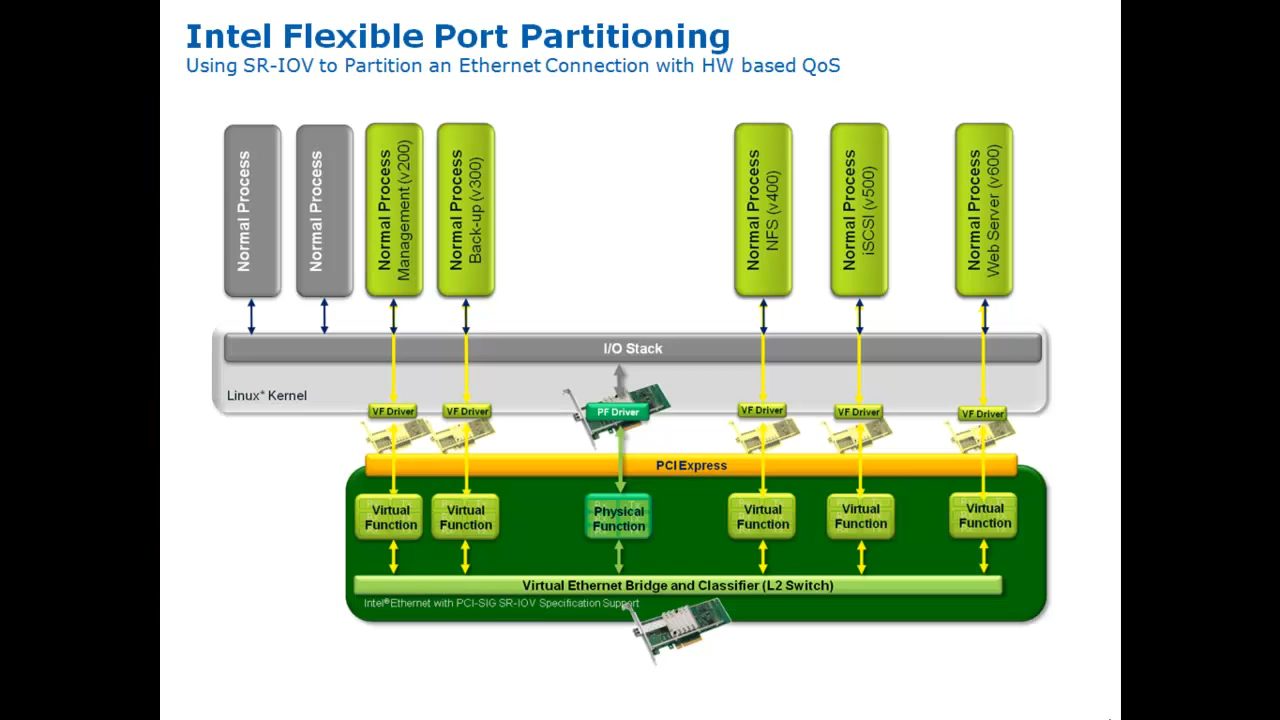 Intel Flexible Port Partitioning
Using SR-IOV to Partition an Ethernet Connection with HW based QoS
Normal Process
Normal Process
Normal Process
Management (v200)
Normal Process
Back-up (v300)
Normal Process
NFS (v400)
Normal Process
iSCSI (v500)
Normal Process
Web Server (v600)
I/O Stack
Linux* Kernel
VF Driver
VF Driver
PF Driver
VF Driver
VF Driver
VF Driver
PCI Express
Virtual
Function
Virtual
Function
Physical
Function
Virtual
Function
Virtual
Function
Virtual
Function
Virtual Ethernet Bridge and Classifier (L2 Switch)
Intel® Ethernet with PCI-SIG SR-IOV Specification Support